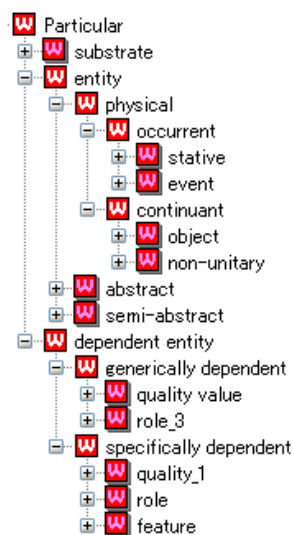 Particular
substrate
entity
physical
occurrent
stative
event
continuant
object
non-unitary
abstract
semi-abstract
dependent entity
generically dependent
quality value
role_3
specifically dependent
quality_1
role
feature